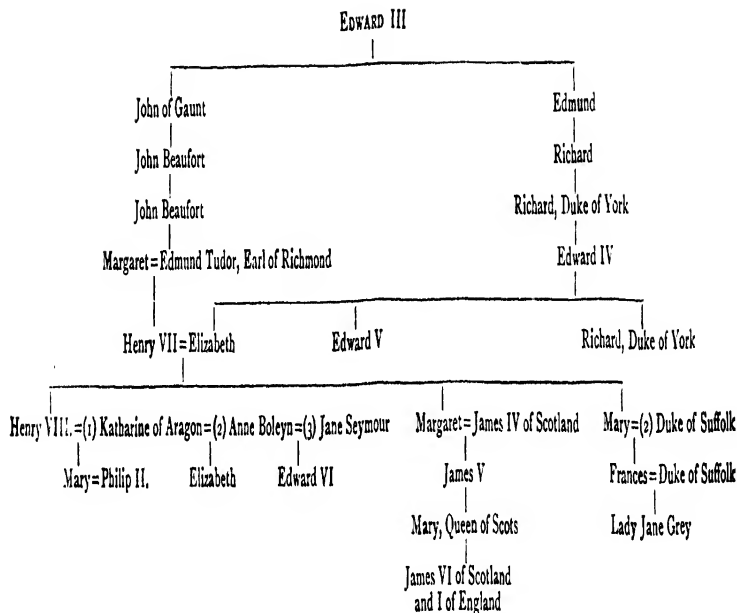 EDWARD III
John of Gaunt Edmund
John Beaufort Richard
John Beaufort Richard, Duke of York
Margaret=Edmund Tudor, Earl of Richmond Edward IV
Henry VII=Elizabeth Edward V Richard, Duke of York
Henry VIII.=(1) Katharine of Aragon=(2) Anne Boleyn=(3) Jane Seymour Margaret=James IV of Scotland Mary=(2) Duke of Suffolk
Mary=Philip II. Elizabeth Edward VI James V Frances=Duke of Suffolk
Mary, Queen of Scots Lady Jane Grey
James VI of Scotland
and I of England